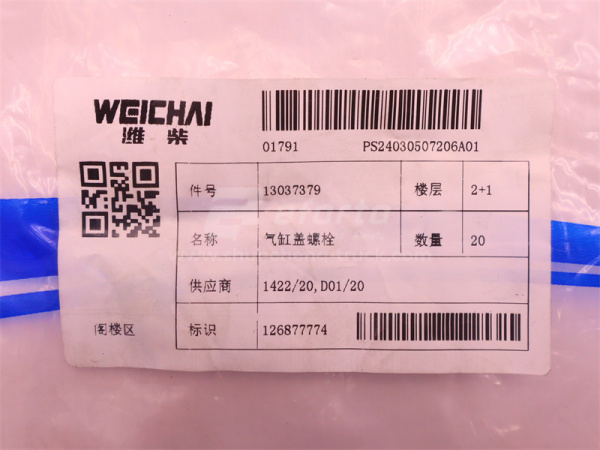 WEICHAI
潍柴
01791 PS24030507206A01
件号 13037379 楼层 2+1
名称 气缸盖螺栓 数量 20
供应商 1422/20,D01/20
阁楼区 标识 126877774